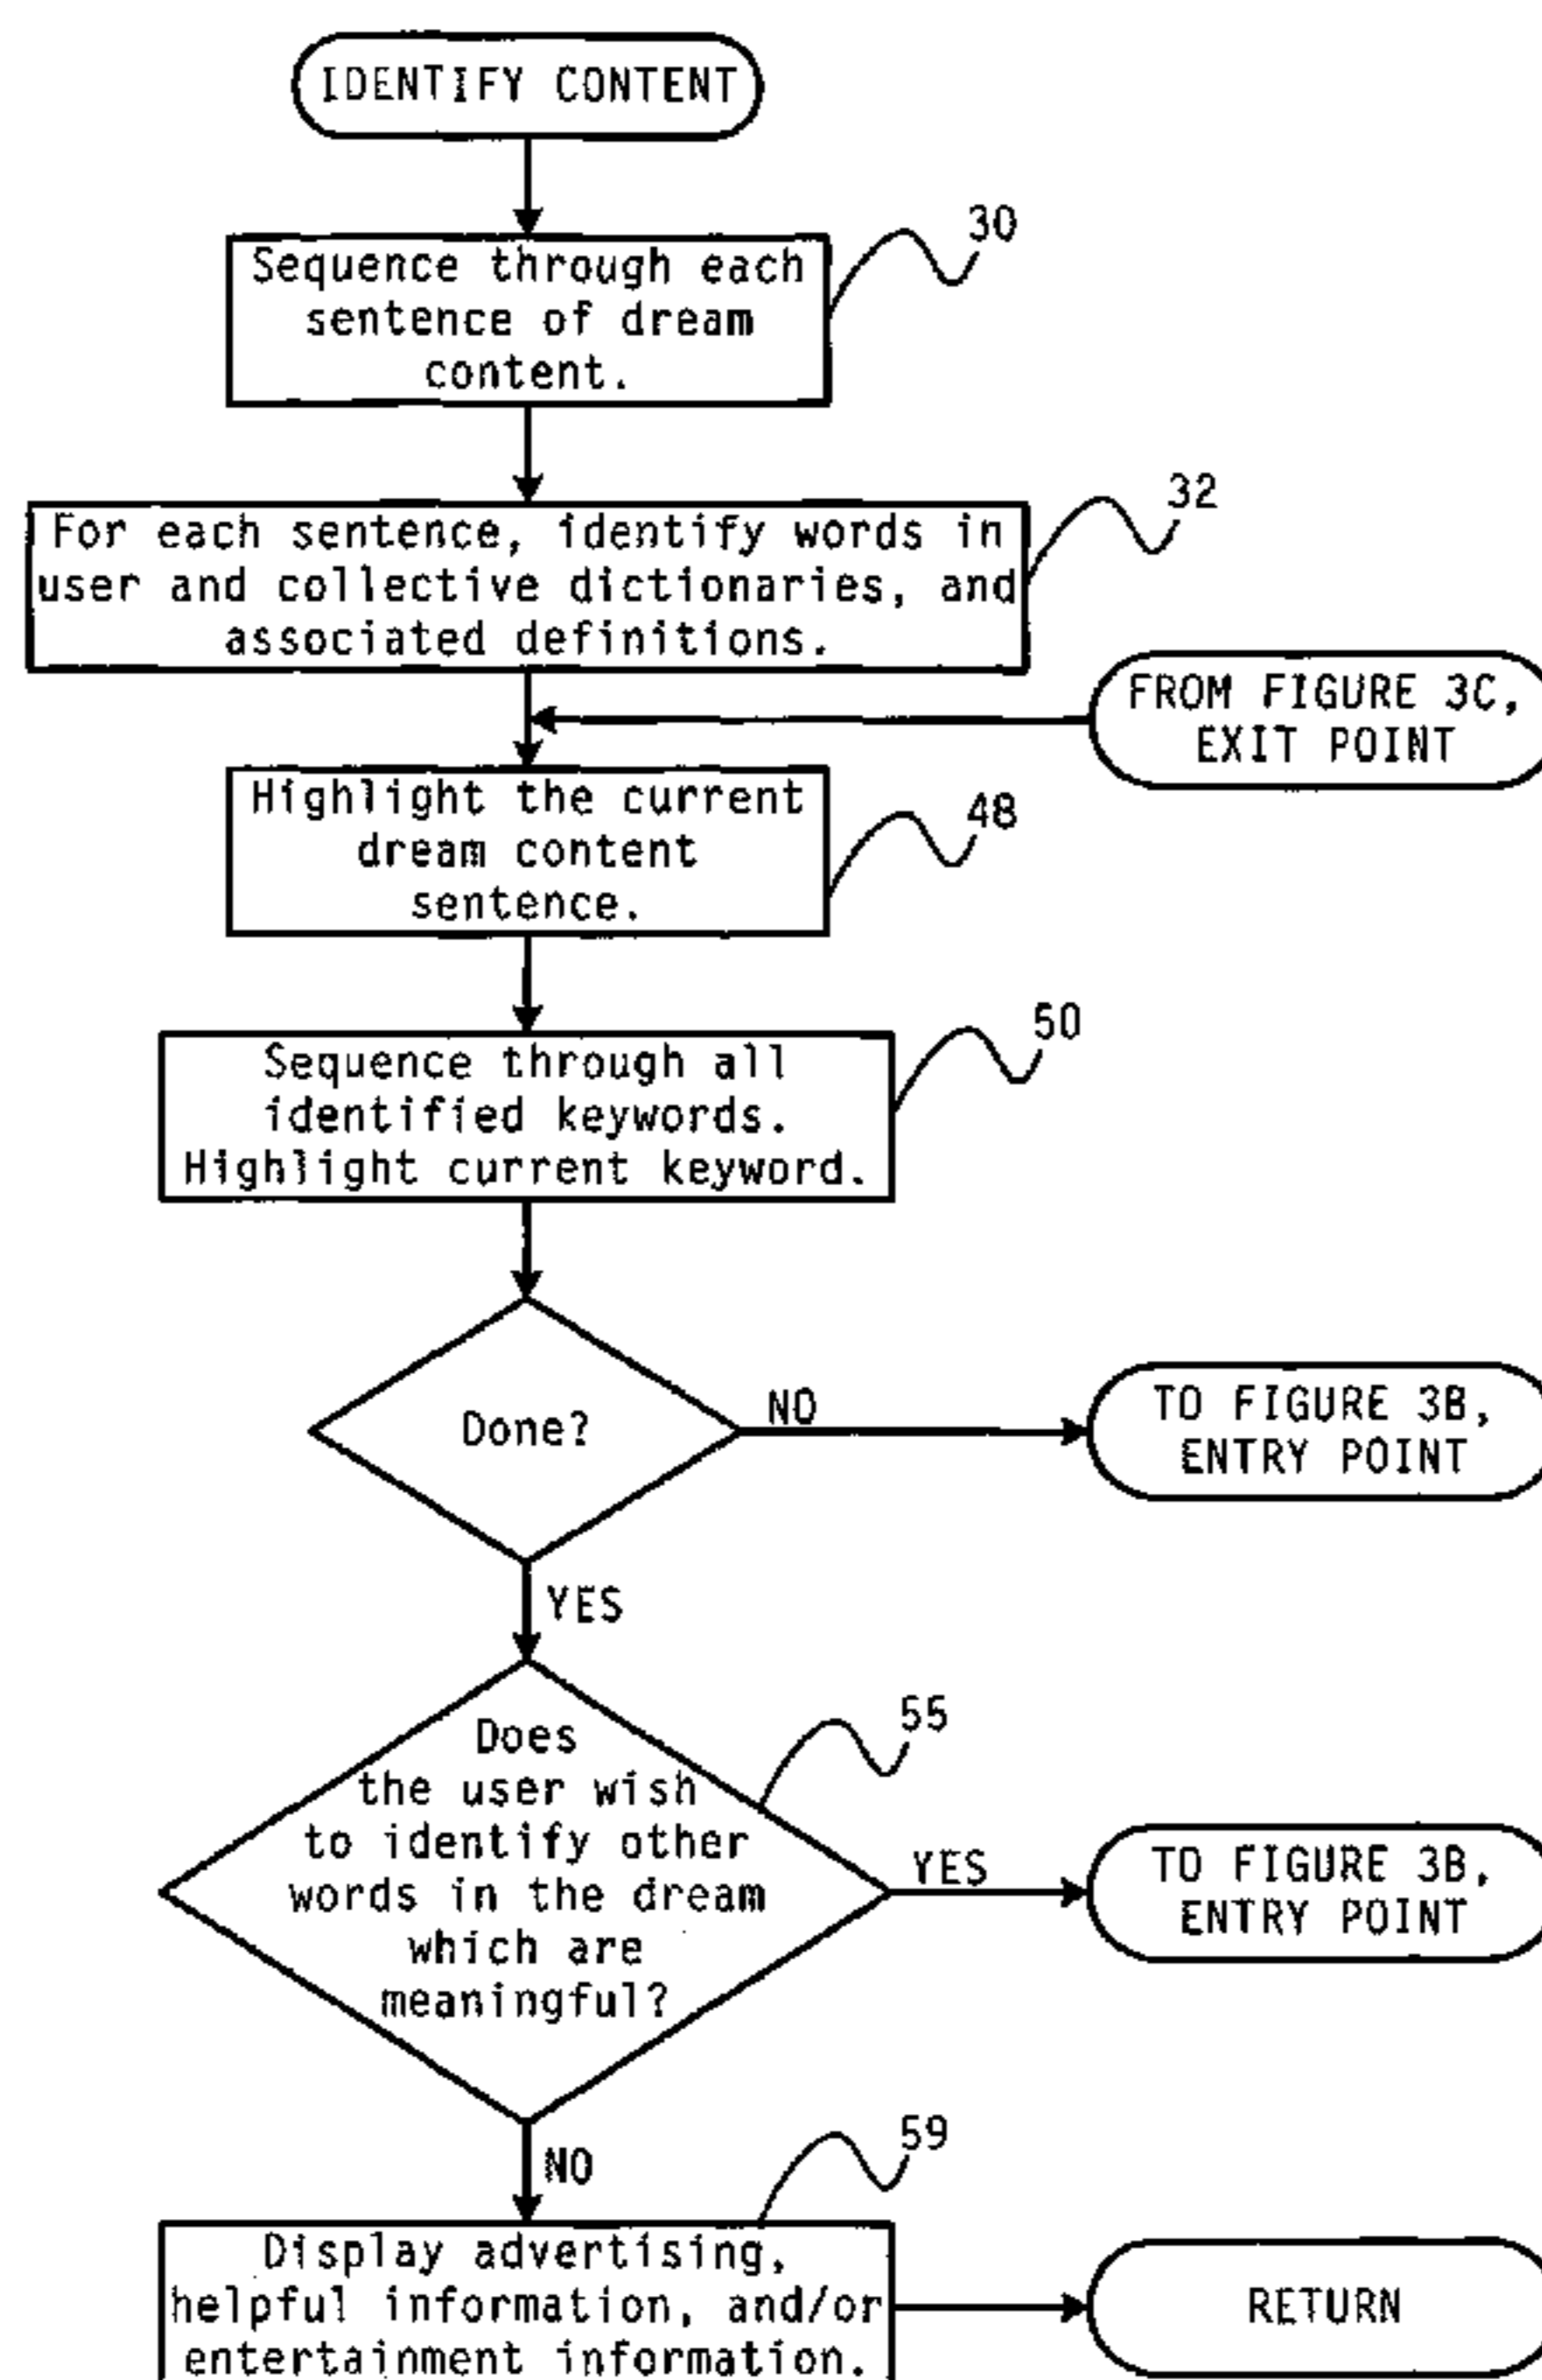 IDENTIFY CONTENT
30
Sequence through each
sentence of dream
content.
32
For each sentence, identify words in
user and collective dictionaries, and
associated definitions.
FROM FIGURE 3C,
EXIT POINT
48
Highlight the current
dream content
sentence.
50
Sequence through all
identified keywords.
Highlight current keyword.
Done?
NO
TO FIGURE 3B,
ENTRY POINT
YES
55
Does
the user wish
to identify other
words in the dream
which are
meaningful?
YES
TO FIGURE 3B,
ENTRY POINT
NO
59
Display advertising,
helpful information, and/or
entertainment information.
RETURN